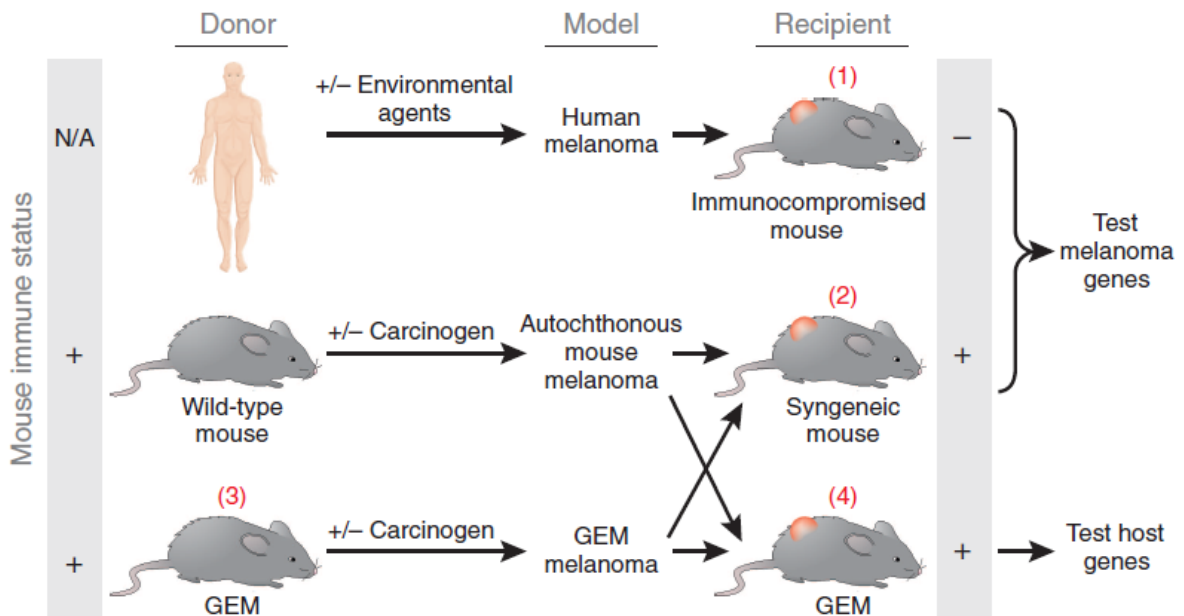 Donor
Model
Recipient
Mouse immune status
N/A
+/– Environmental
agents
Human
melanoma
(1)
Immunocompromised
mouse
–
Test
melanoma
genes
+
Wild-type
mouse
+/– Carcinogen
Autochthonous
mouse
melanoma
(2)
Syngeneic
mouse
+
+
(3)
GEM
+/– Carcinogen
GEM
melanoma
(4)
GEM
+
Test host
genes